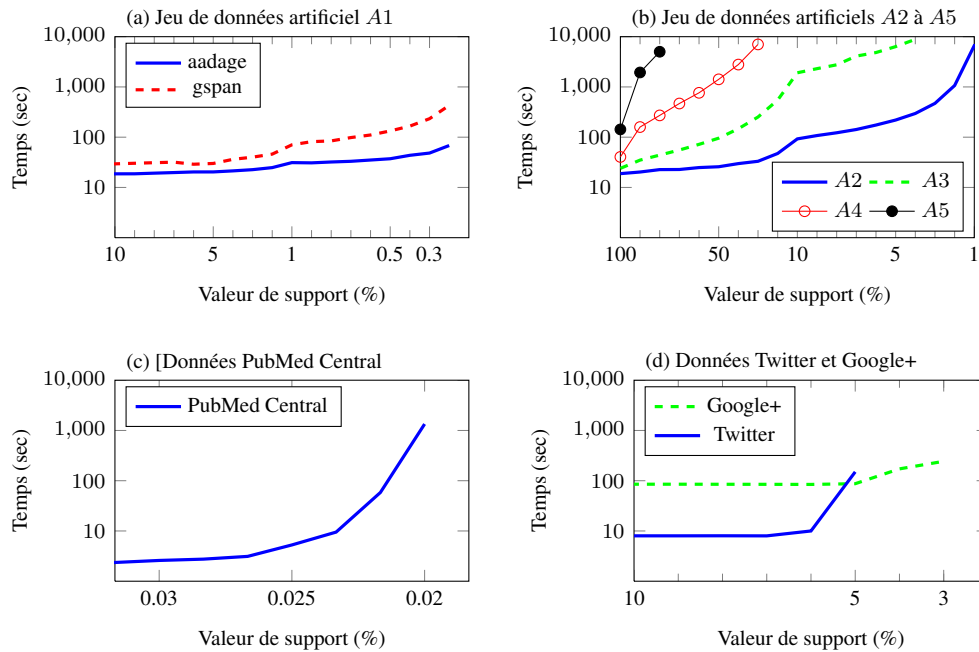 (a) Jeu de données artificiel A1
10,000
1,000
100
10
Temps (sec)
aadage
gspan
10 5 1 0.5 0.3
Valeur de support (%)
(b) Jeu de données artificiels A2 à A5
10,000
1,000
100
10
Temps (sec)
A2 A3
A4 A5
100 50 10 5 1
Valeur de support (%)
(c) [Données PubMed Central
10,000
1,000
100
10
Temps (sec)
PubMed Central
0.03 0.025 0.02
Valeur de support (%)
(d) Données Twitter et Google+
10,000
1,000
100
10
Temps (sec)
Google+
Twitter
10 5 3
Valeur de support (%)